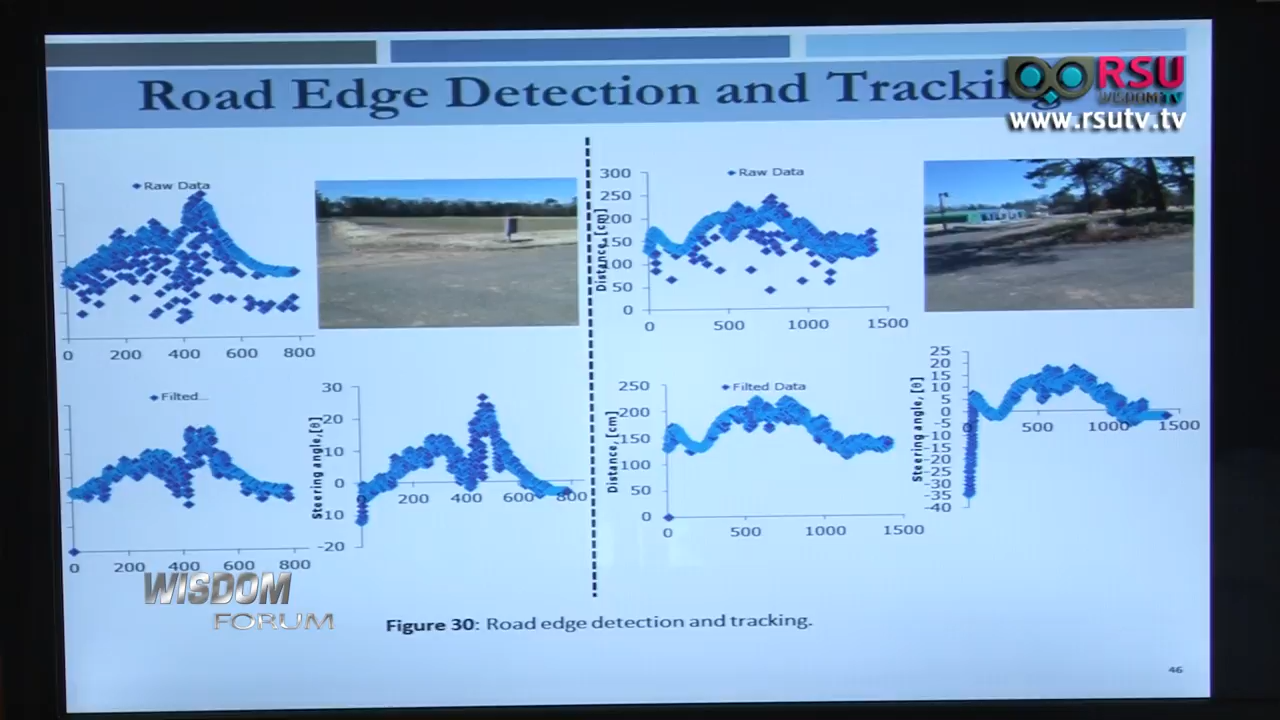 Road Edge Detection and Tracking
RSU
WISDOM TV
www.rsutv.tv
Raw Data
0 200 400 600 800
Raw Data
300
250
200
150
100
50
0
Distance, [cm]
0 500 1000 1500
Filted...
0 200 400 600 800
30
20
10
0
-10
-20
Steering angle, [θ]
200 400 600 800
Filted Data
250
200
150
100
50
0
Distance, [cm]
0 500 1000 1500
25
20
15
10
5
0
-5
-10
-15
-20
-25
-30
-35
-40
Steering angle, [θ]
0 500 1000 1500
WISDOM
FORUM
Figure 30: Road edge detection and tracking.
46